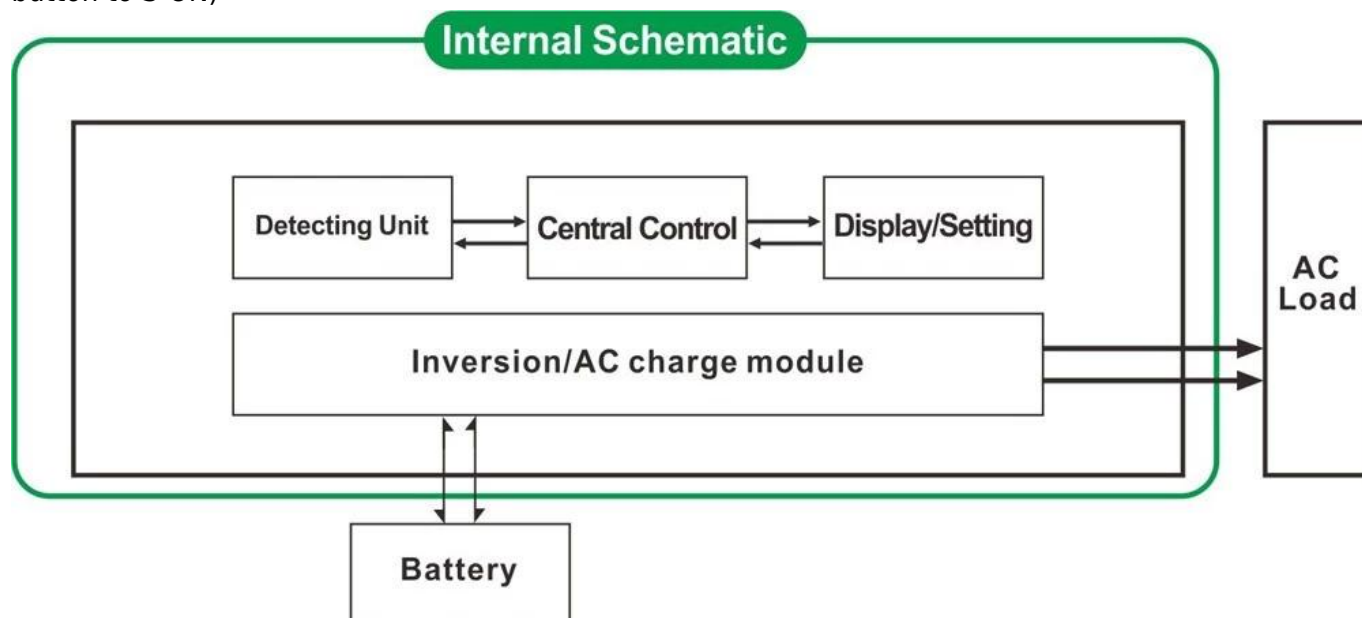 Internal Schematic
Detecting Unit
Central Control
Display/Setting
AC
Load
Inversion/AC charge module
Battery